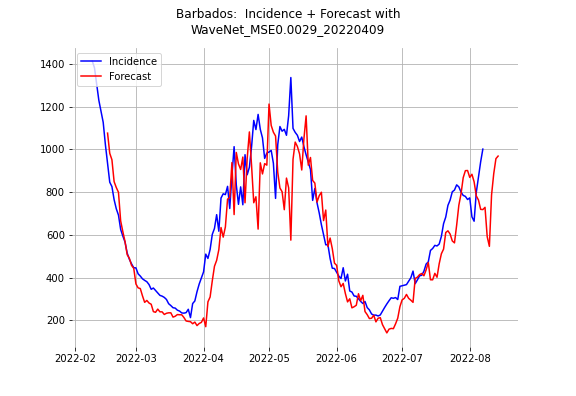 Barbados:  Incidence + Forecast with
WaveNet_MSE0.0029_20220409
Incidence
Forecast
1400
1200
1000
800
600
400
200
2022-02 2022-03 2022-04 2022-05 2022-06 2022-07 2022-08